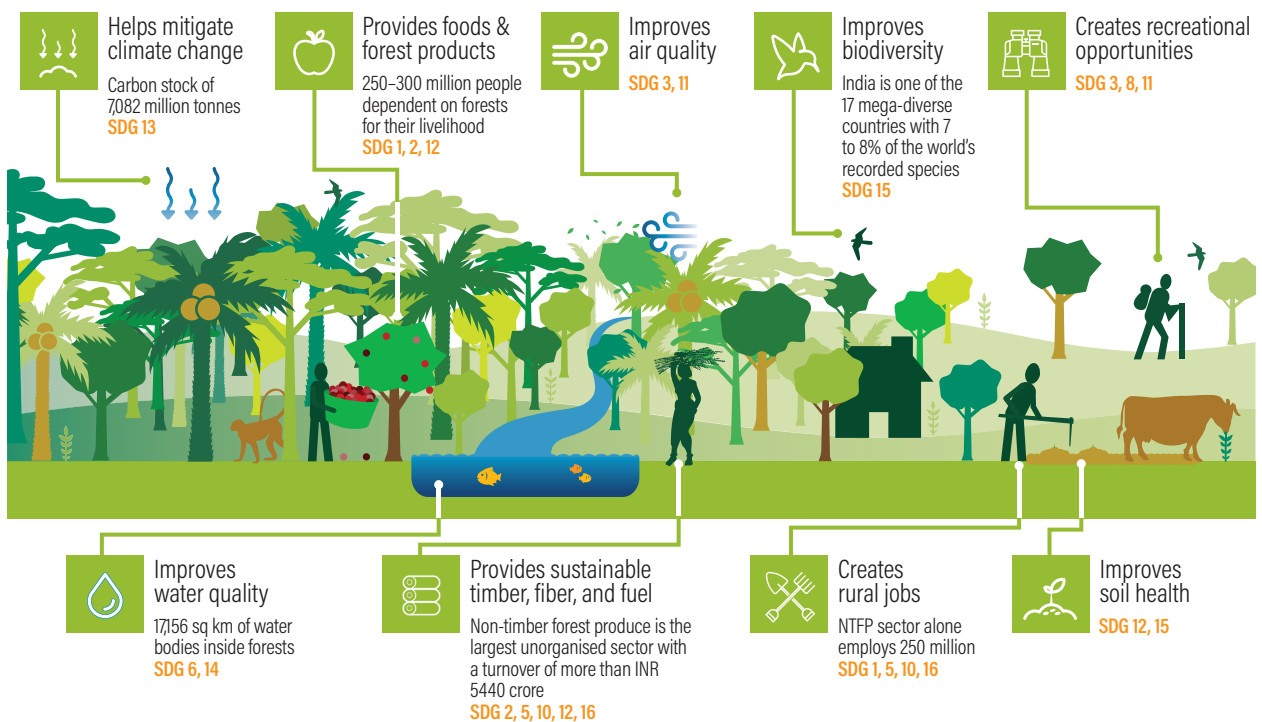 Helps mitigate
climate change
Carbon stock of
7,082 million tonnes
SDG 13
Provides foods &
forest products
250–300 million people
dependent on forests
for their livelihood
SDG 1, 2, 12
Improves
air quality
SDG 3, 11
Improves
biodiversity
India is one of the
17 mega-diverse
countries with 7
to 8% of the world's
recorded species
SDG 15
Creates recreational
opportunities
SDG 3, 8, 11
Improves
water quality
17,156 sq km of water
bodies inside forests
SDG 6, 14
Provides sustainable
timber, fiber, and fuel
Non-timber forest produce is the
largest unorganised sector with
a turnover of more than INR
5440 crore
SDG 2, 5, 10, 12, 16
Creates
rural jobs
NTFP sector alone
employs 250 million
SDG 1, 5, 10, 16
Improves
soil health
SDG 12, 15